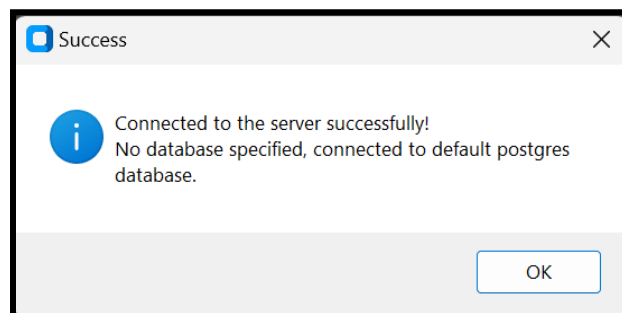 Success
Connected to the server successfully!
No database specified, connected to default postgres
database.
OK